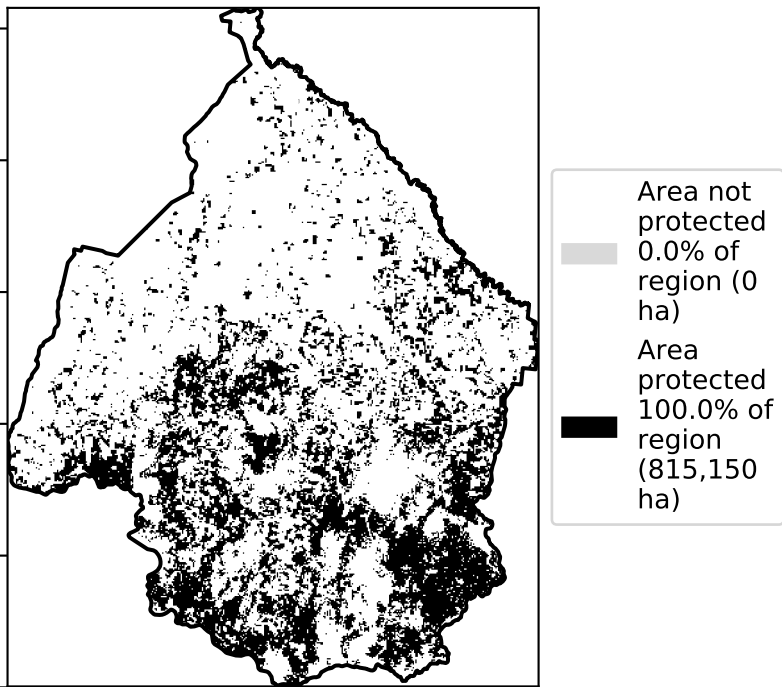 Area not
protected
0.0% of
region (0
ha)
Area
protected
100.0% of
region
(815,150
ha)